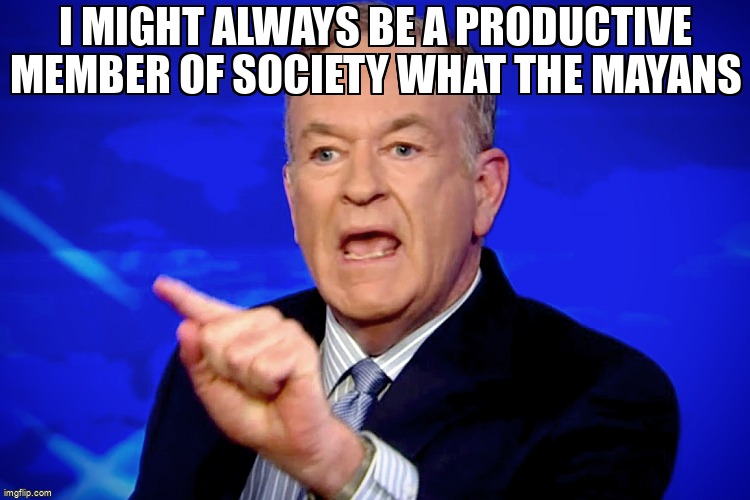 I MIGHT ALWAYS BE A PRODUCTIVE
MEMBER OF SOCIETY WHAT THE MAYANS
imgflip.com